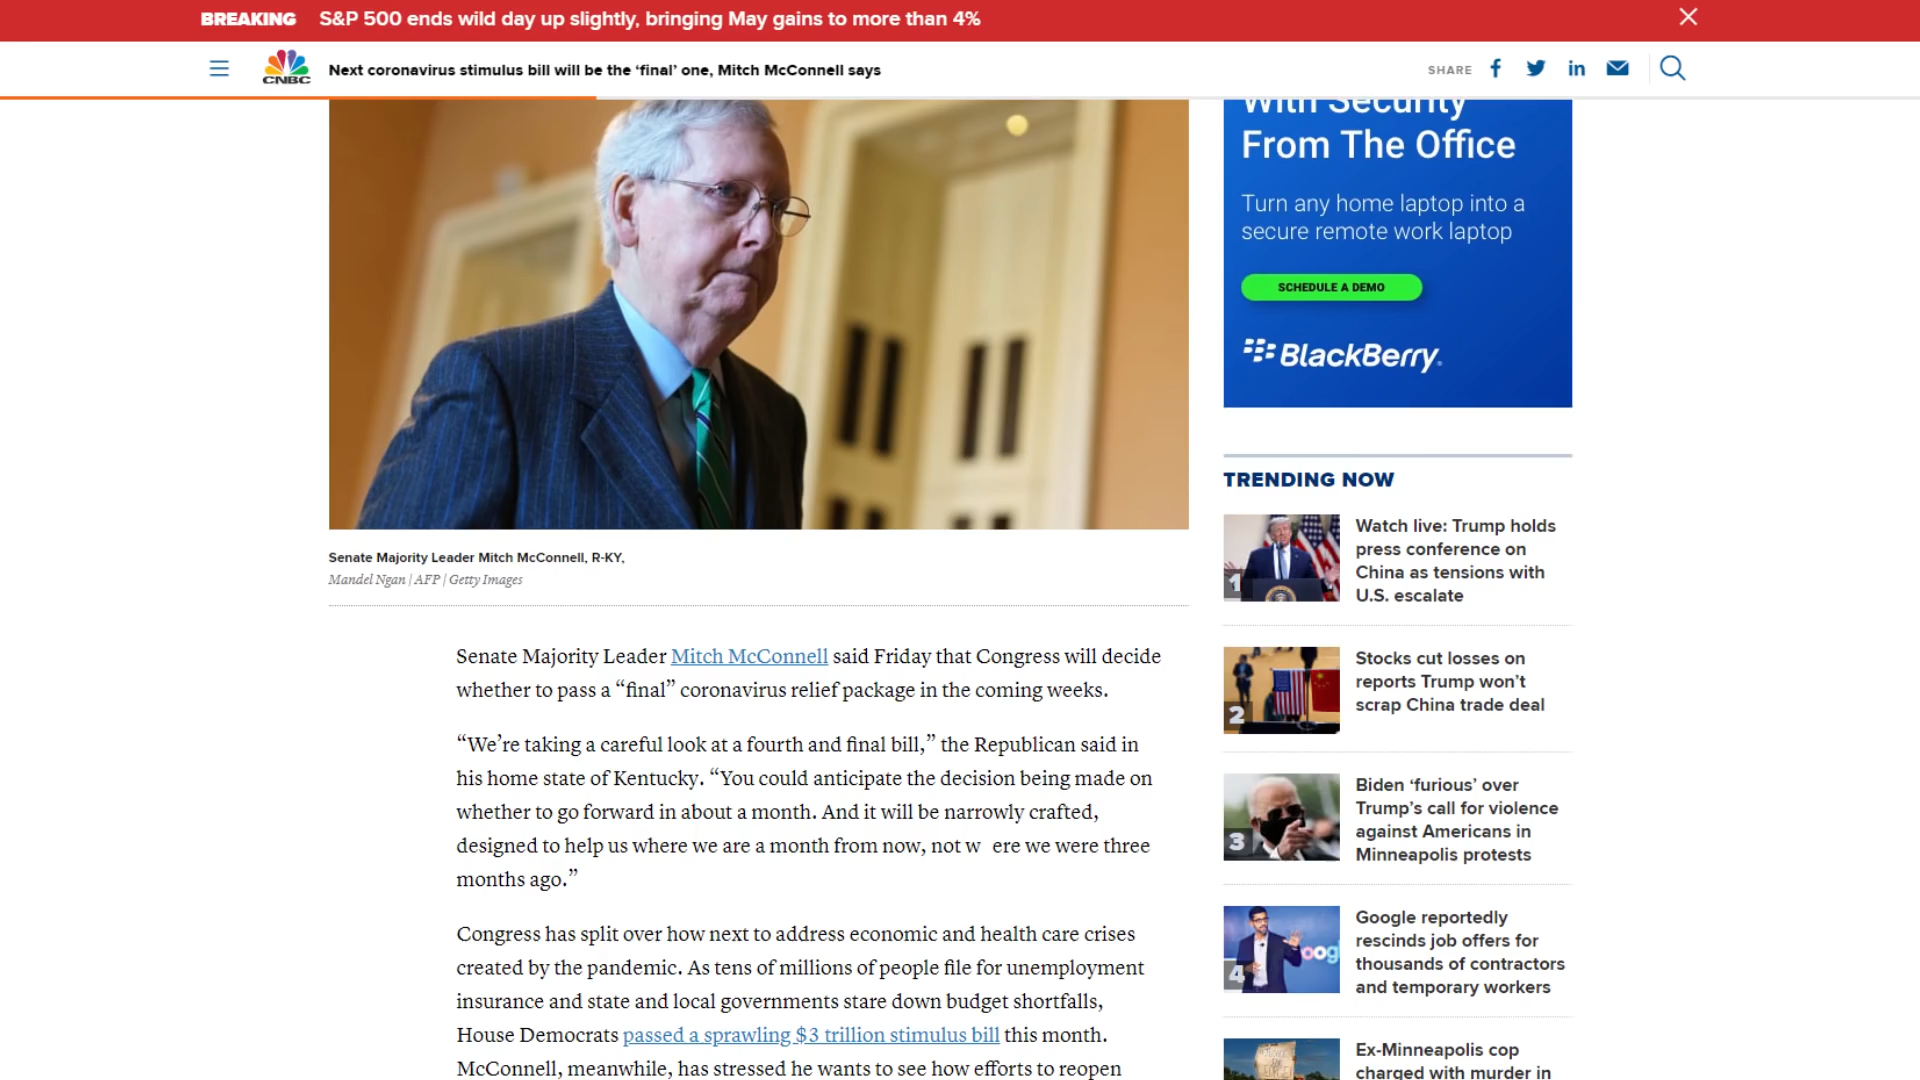 BREAKING S&P 500 ends wild day up slightly, bringing May gains to more than 4%
CNBC
Next coronavirus stimulus bill will be the ‘final’ one, Mitch McConnell says
SHARE
With Security
From The Office
Turn any home laptop into a
secure remote work laptop
SCHEDULE A DEMO
BlackBerry
Senate Majority Leader Mitch McConnell, R-KY,
Mandel Ngan | AFP | Getty Images
Senate Majority Leader Mitch McConnell said Friday that Congress will decide
whether to pass a “final” coronavirus relief package in the coming weeks.
“We’re taking a careful look at a fourth and final bill,” the Republican said in
his home state of Kentucky. “You could anticipate the decision being made on
whether to go forward in about a month. And it will be narrowly crafted,
designed to help us where we are a month from now, not w ere we were three
months ago.”
Congress has split over how next to address economic and health care crises
created by the pandemic. As tens of millions of people file for unemployment
insurance and state and local governments stare down budget shortfalls,
House Democrats passed a sprawling $3 trillion stimulus bill this month.
McConnell, meanwhile, has stressed he wants to see how efforts to reopen
TRENDING NOW
1
Watch live: Trump holds
press conference on
China as tensions with
U.S. escalate
2
Stocks cut losses on
reports Trump won’t
scrap China trade deal
3
Biden ‘furious’ over
Trump’s call for violence
against Americans in
Minneapolis protests
4
Google reportedly
rescinds job offers for
thousands of contractors
and temporary workers
Ex-Minneapolis cop
charged with murder in